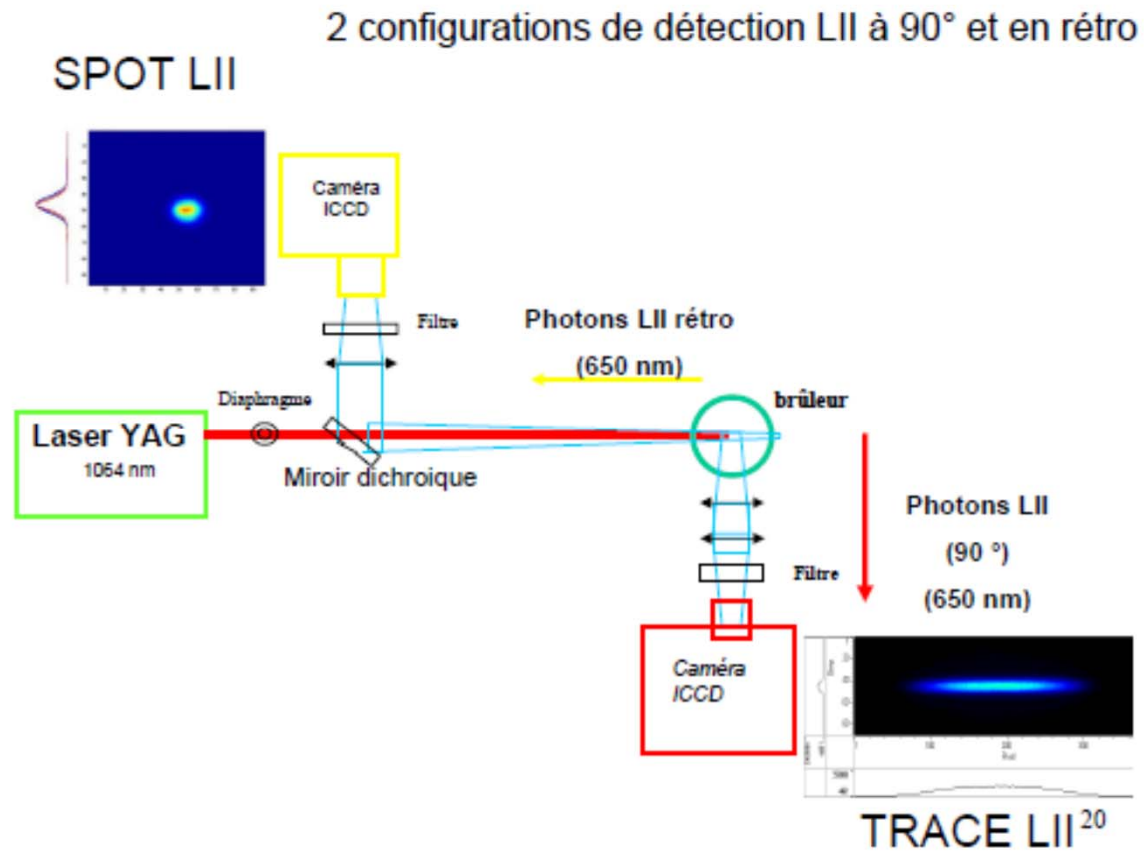 2 configurations de détection LII à 90° et en rétro
SPOT LII
Caméra
ICCD
Filtre
Photons LII rétro
(650 nm)
Diaphragme
brûleur
Laser YAG
1064 nm
Miroir dichroique
Photons LII
(90 °)
(650 nm)
Filtre
Caméra
ICCD
TRACE LII 20